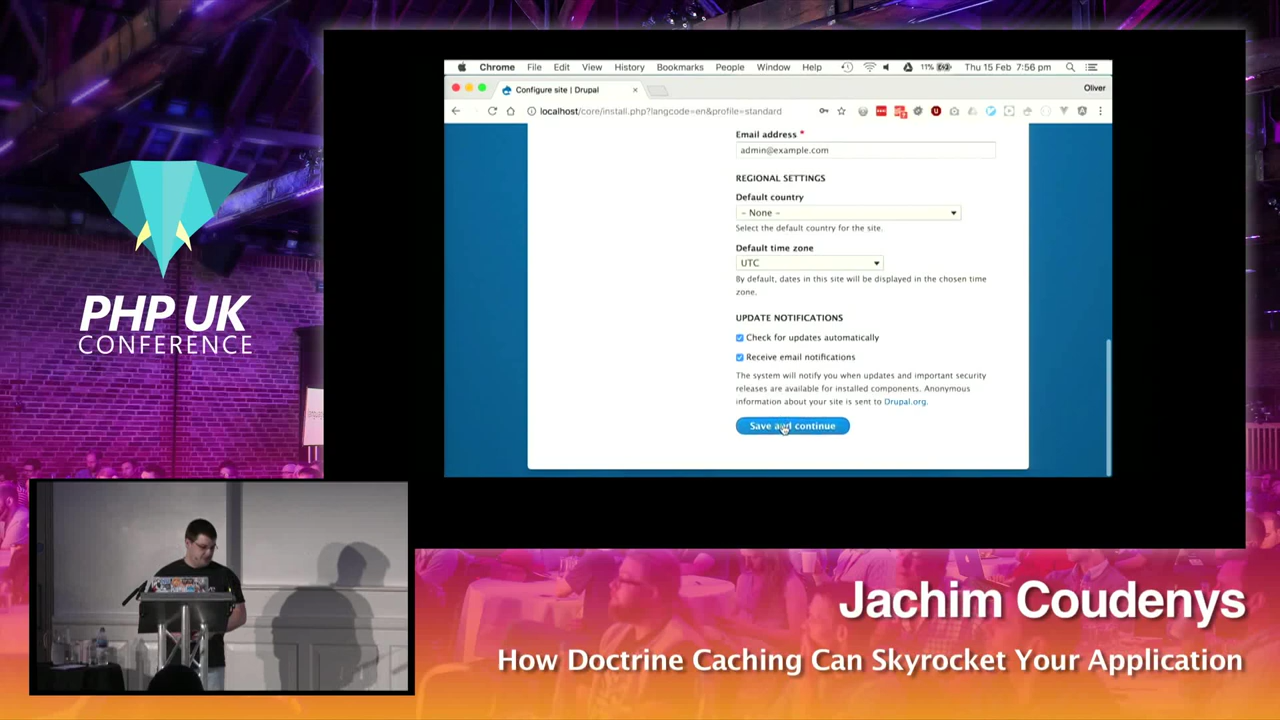 Chrome File Edit View History Bookmarks People Window Help 11% Thu 15 Feb 7:56 pm
Configure site | Drupal
Oliver
localhost/core/install.php?langcode=en&profile=standard
Email address *
admin@example.com
REGIONAL SETTINGS
Default country
- None -
Select the default country for the site.
Default time zone
UTC
By default, dates in this site will be displayed in the chosen time
zone.
UPDATE NOTIFICATIONS
Check for updates automatically
Receive email notifications
The system will notify you when updates and important security
releases are available for installed components. Anonymous
information about your site is sent to Drupal.org.
Save and continue
PHP UK
CONFERENCE
Jachim Coudenys
How Doctrine Caching Can Skyrocket Your Application